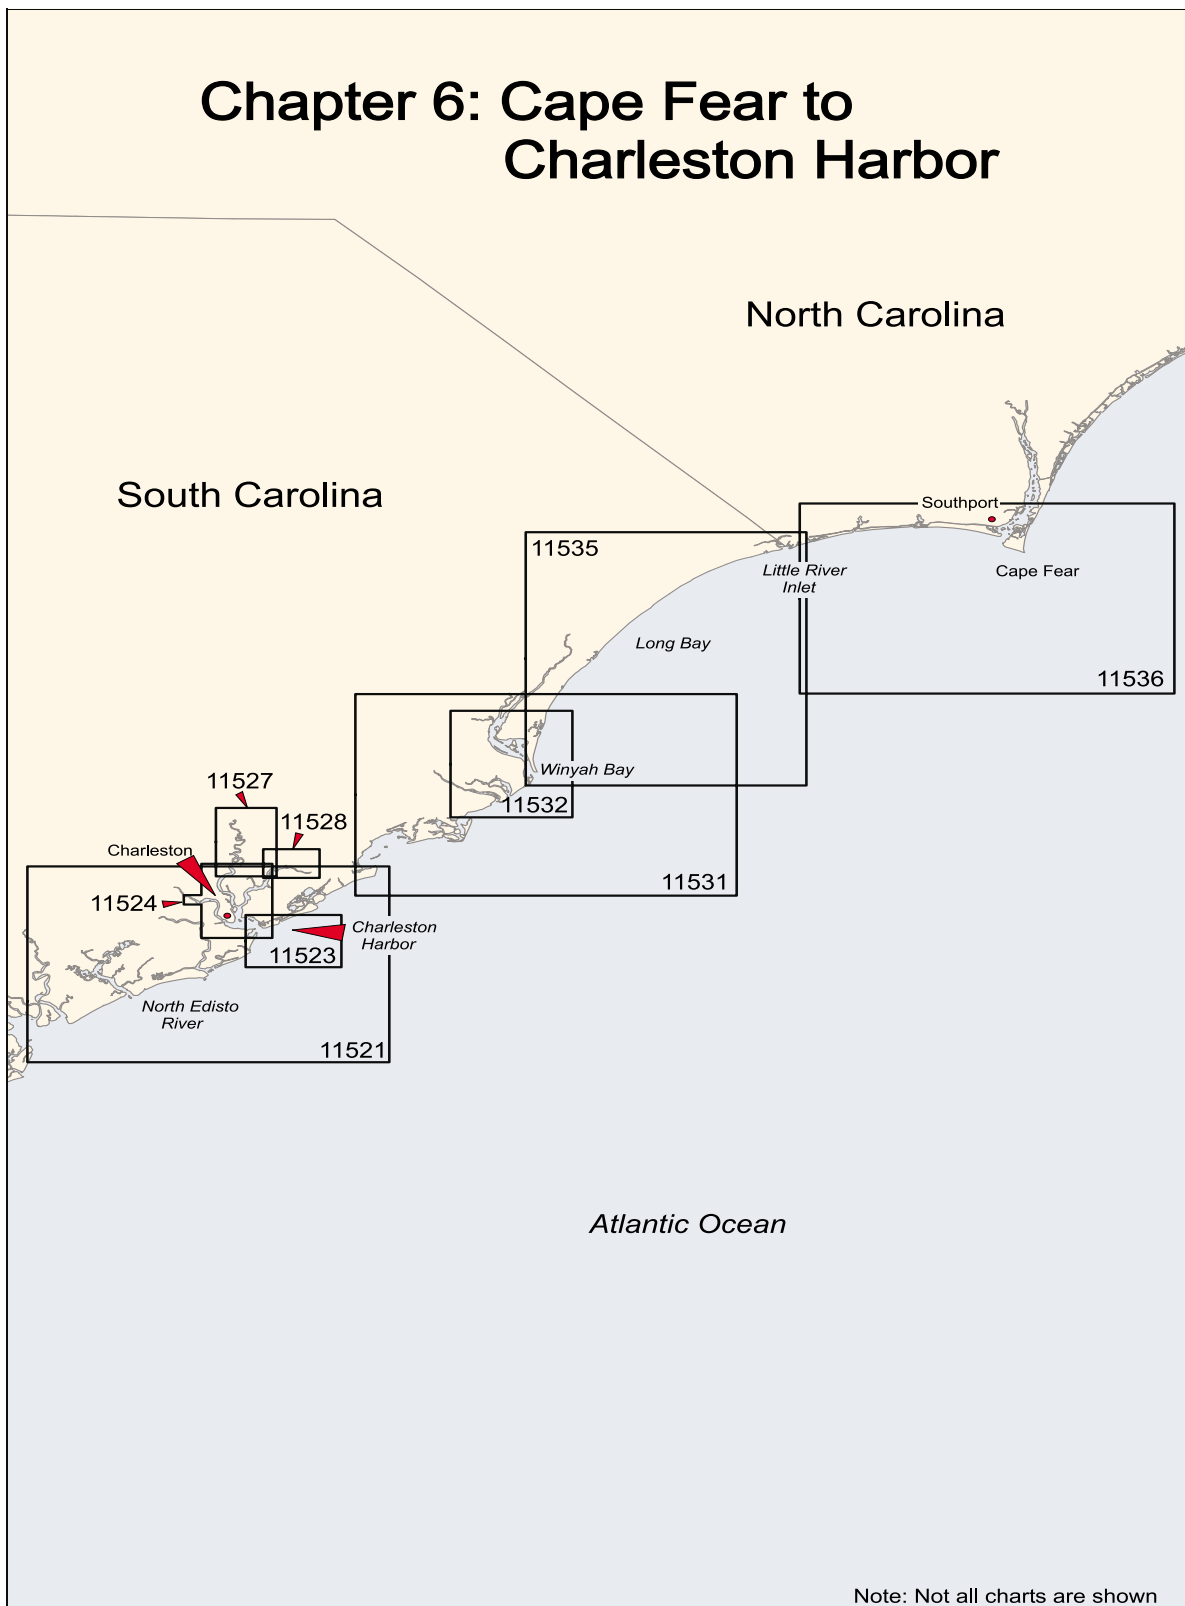 Chapter 6: Cape Fear to
Charleston Harbor
North Carolina
South Carolina
Southport
11535
Little River
Inlet
Cape Fear
Long Bay
11536
Winyah Bay
11527
11532
11528
Charleston
11531
11524
Charleston
Harbor
11523
North Edisto
River
11521
Atlantic Ocean
Note: Not all charts are shown